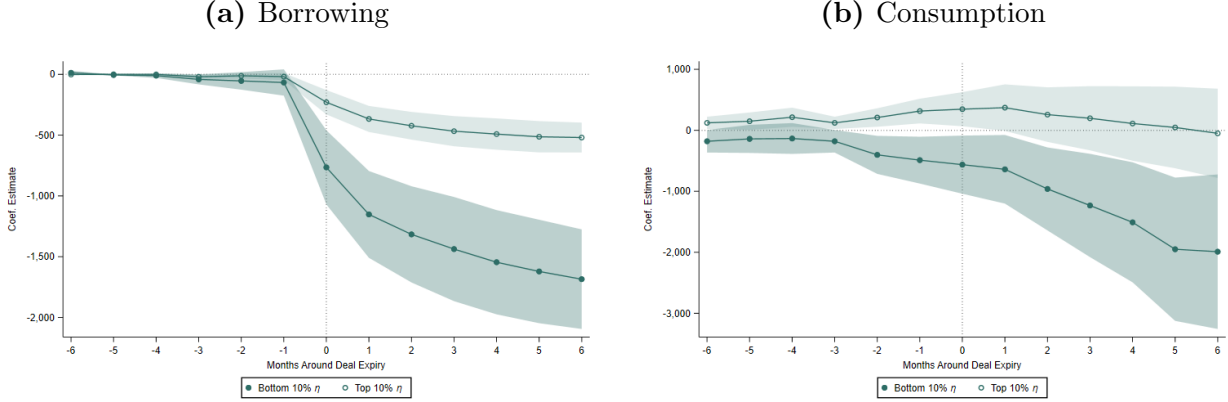 (a) Borrowing
Coef. Estimate
0
-500
-1,000
-1,500
-2,000
-6 -5 -4 -3 -2 -1 0 1 2 3 4 5 6
Months Around Deal Expiry
Bottom 10% η Top 10% η
(b) Consumption
Coef. Estimate
1,000
0
-1,000
-2,000
-3,000
-6 -5 -4 -3 -2 -1 0 1 2 3 4 5 6
Months Around Deal Expiry
Bottom 10% η Top 10% η